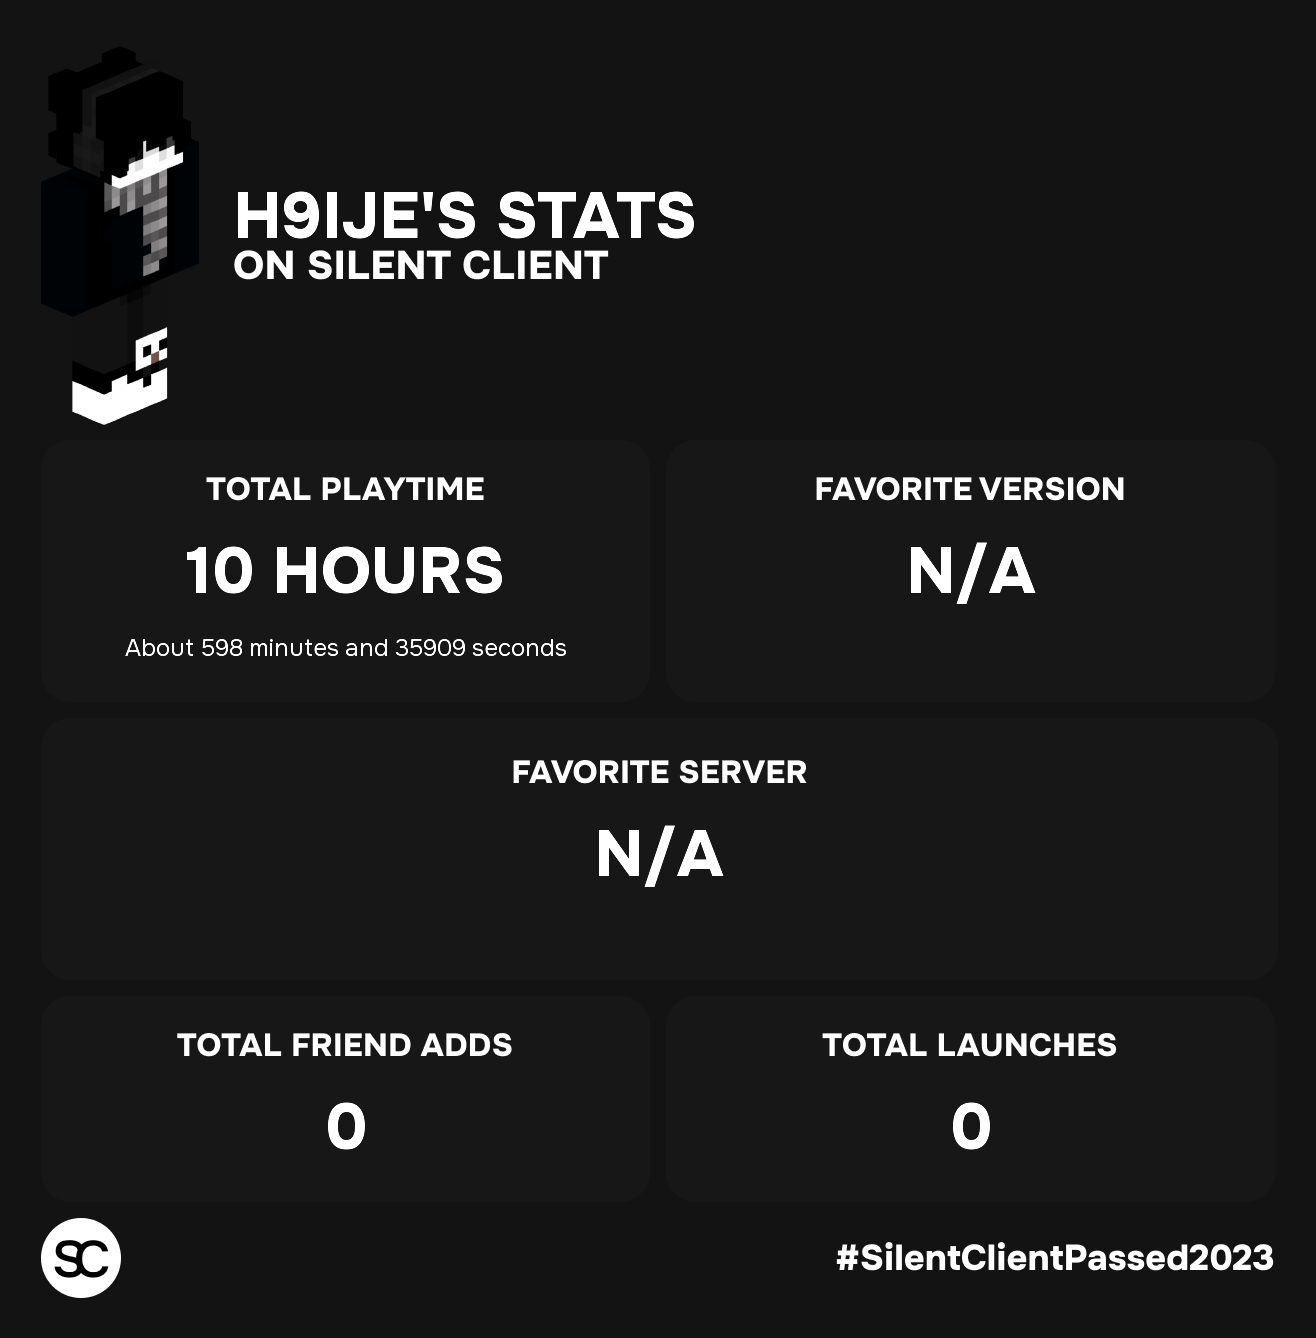 H9IJE'S STATS
ON SILENT CLIENT
TOTAL PLAYTIME
10 HOURS
About 598 minutes and 35909 seconds
FAVORITE VERSION
N/A
FAVORITE SERVER
N/A
TOTAL FRIEND ADDS
0
TOTAL LAUNCHES
0
SC
#SilentClientPassed2023